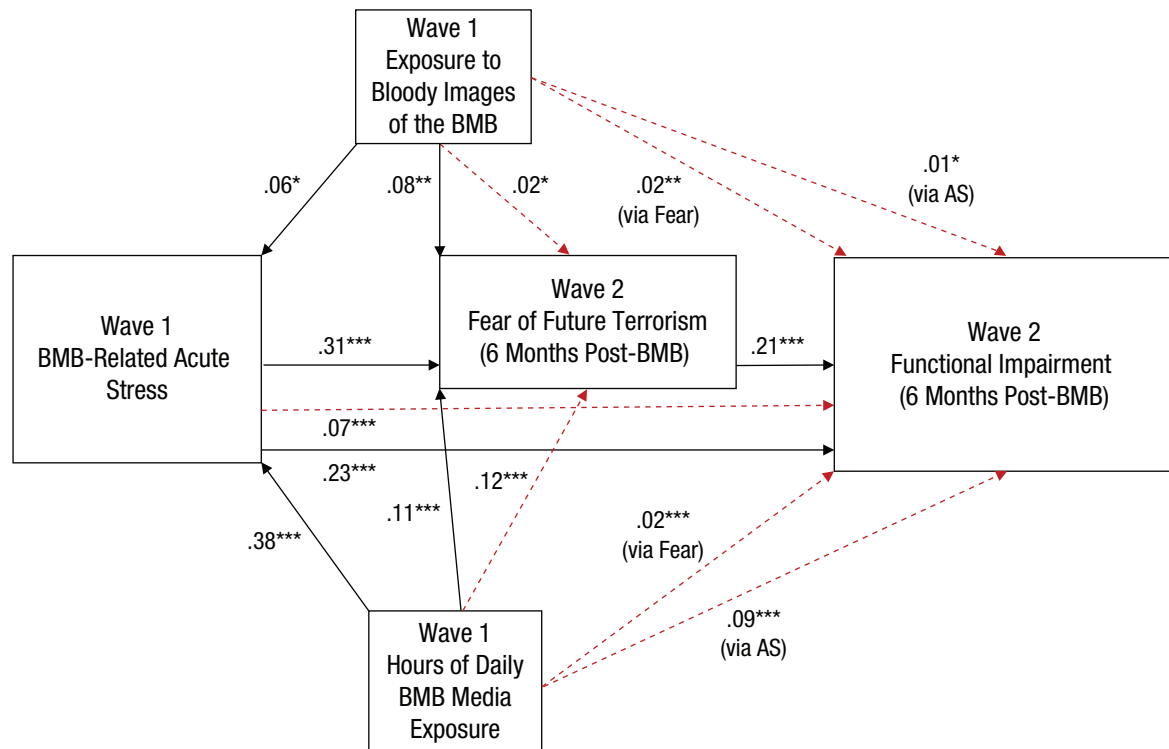 Wave 1
Exposure to
Bloody Images
of the BMB
.06*
.08**
.02*
.02**
(via Fear)
.01*
(via AS)
Wave 1
BMB-Related Acute
Stress
Wave 2
Fear of Future Terrorism
(6 Months Post-BMB)
Wave 2
Functional Impairment
(6 Months Post-BMB)
.31***
.21***
.07***
.23***
.38***
.11***
.12***
.02***
(via Fear)
.09***
(via AS)
Wave 1
Hours of Daily
BMB Media
Exposure